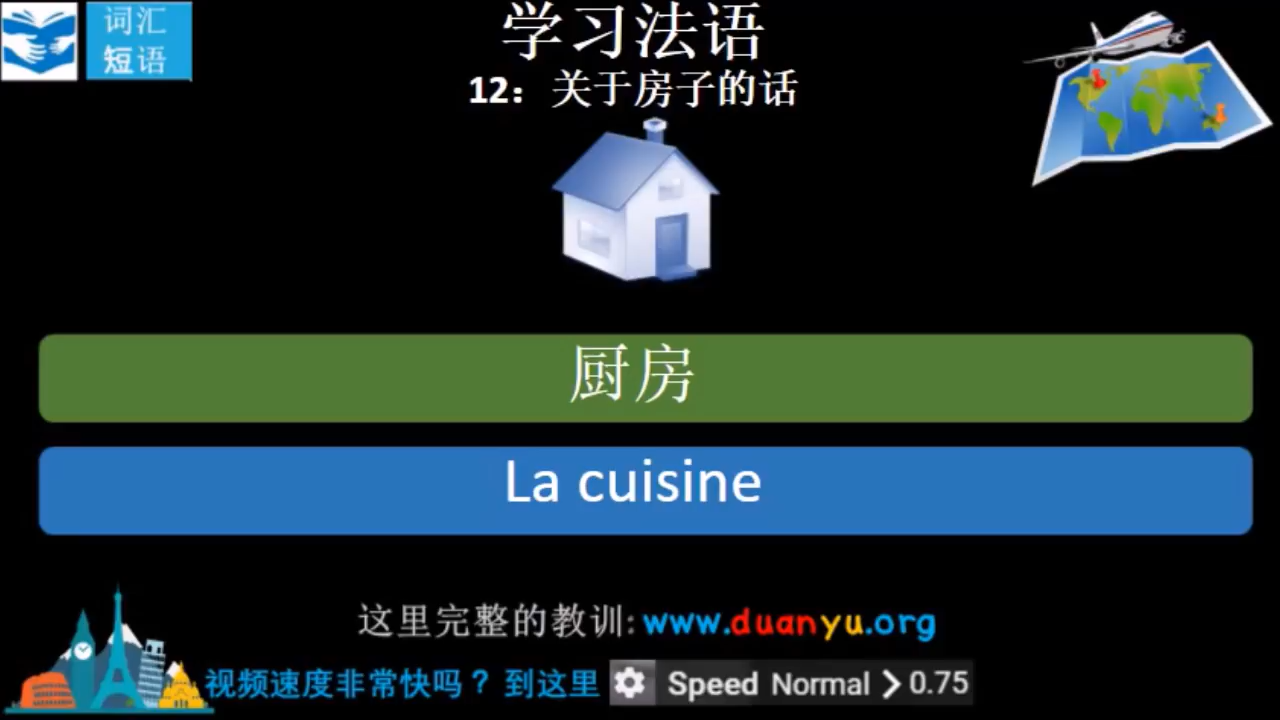 词汇
短语
学习法语
12：关于房子的话
厨房
La cuisine
这里完整的教训: www.duanyu.org
视频速度非常快吗？ 到这里 Speed Normal > 0.75